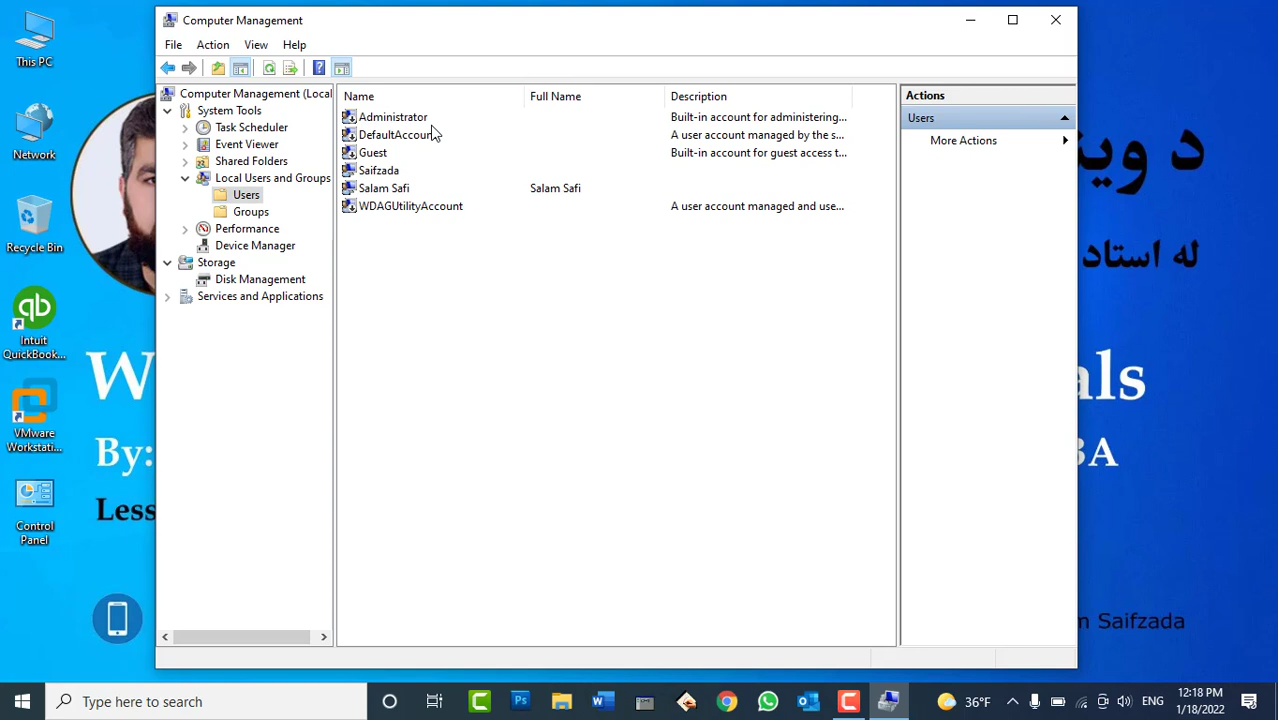 This PC
Network
Recycle Bin
Intuit
QuickBook...
VMware
Workstati...
Control
Panel
Computer Management
File Action View Help
Computer Management (Local
System Tools
Task Scheduler
Event Viewer
Shared Folders
Local Users and Groups
Users
Groups
Performance
Device Manager
Storage
Disk Management
Services and Applications
Name Full Name Description
Administrator Built-in account for administering...
DefaultAccoun A user account managed by the s...
Guest Built-in account for guest access t...
Saifzada
Salam Safi Salam Safi
WDAGUtilityAccount A user account managed and use...
Actions
Users
More Actions
له استاد
W
als
By:
BA
Less
Saifzada
Type here to search
36°F
ENG
12:18 PM
1/18/2022